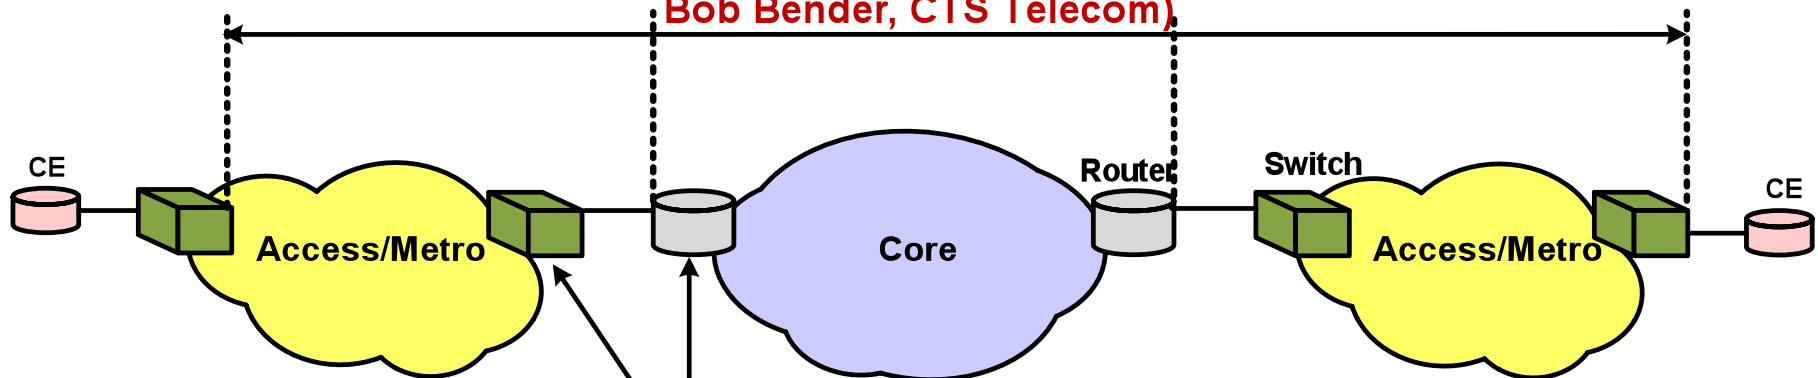 Bob Bender, CTS Telecom)
CE
Router
Switch
CE
Access/Metro
Core
Access/Metro